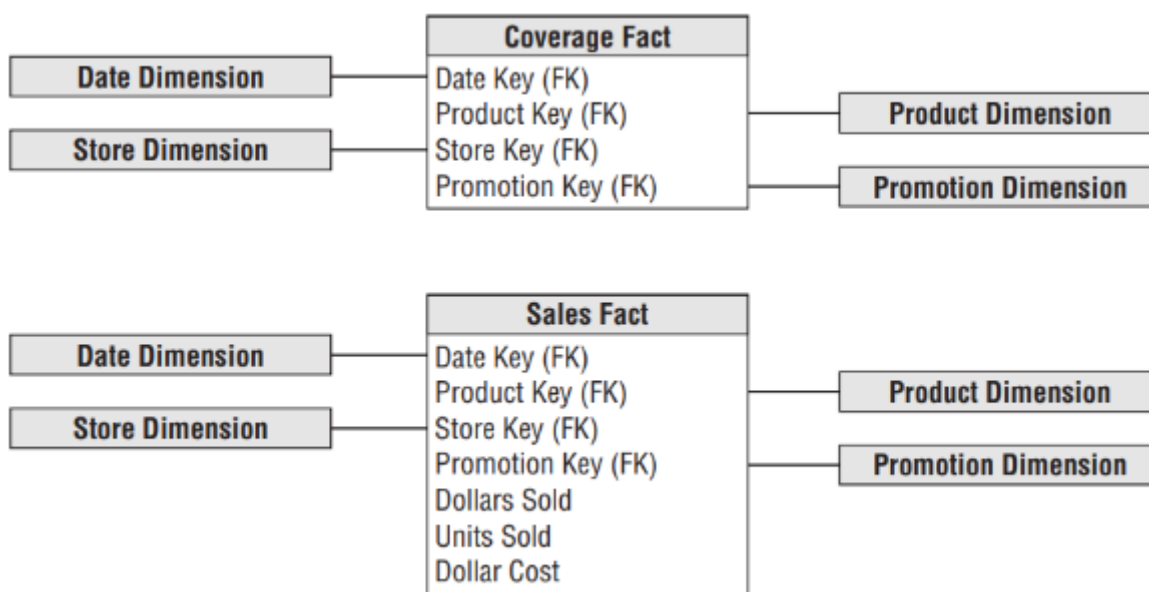 Coverage Fact
Date Dimension
Date Key (FK)
Product Key (FK)
Product Dimension
Store Dimension
Store Key (FK)
Promotion Key (FK)
Promotion Dimension
Sales Fact
Date Dimension
Date Key (FK)
Product Key (FK)
Product Dimension
Store Dimension
Store Key (FK)
Promotion Key (FK)
Promotion Dimension
Dollars Sold
Units Sold
Dollar Cost